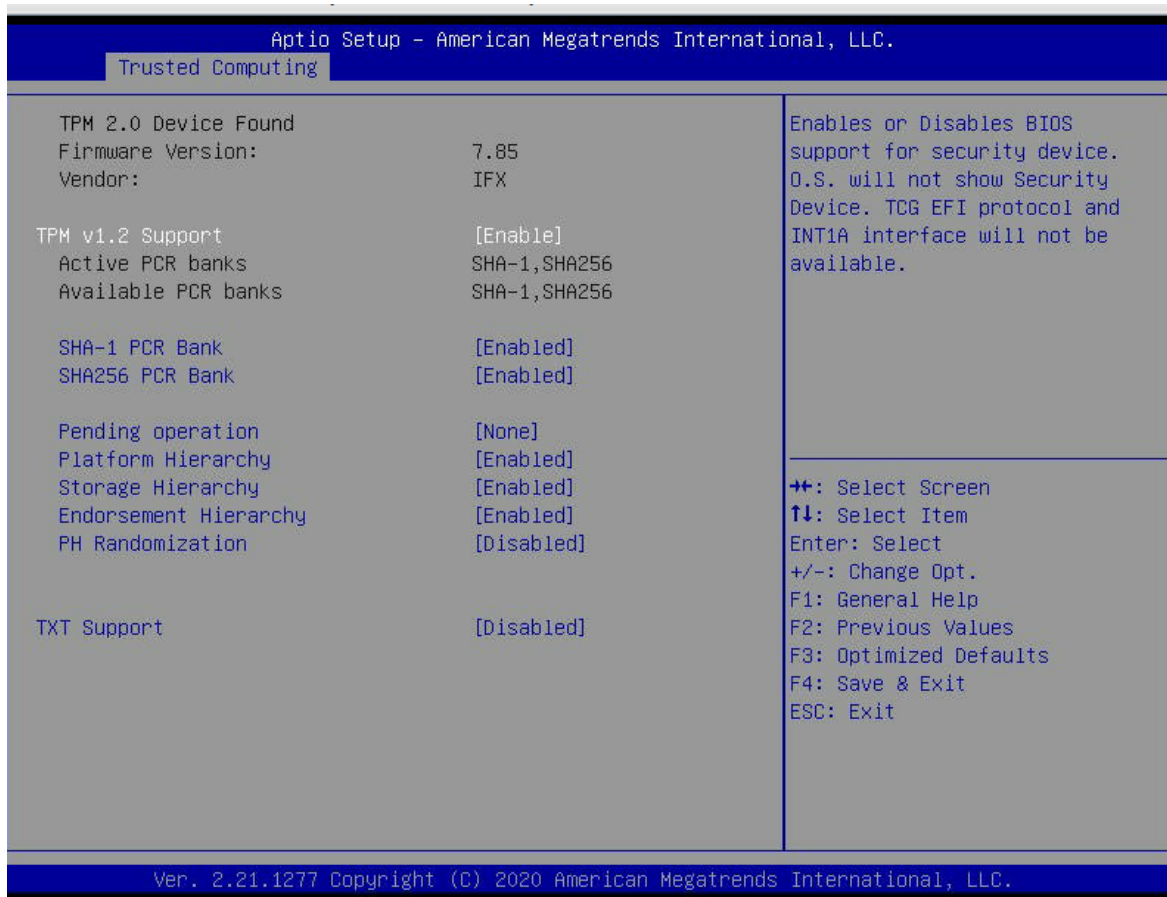 Aptio Setup – American Megatrends International, LLC.
Trusted Computing
TPM 2.0 Device Found
Firmware Version: 7.85
Vendor: IFX
TPM v1.2 Support [Enable]
Active PCR banks SHA-1,SHA256
Available PCR banks SHA-1,SHA256
SHA-1 PCR Bank [Enabled]
SHA256 PCR Bank [Enabled]
Pending operation [None]
Platform Hierarchy [Enabled]
Storage Hierarchy [Enabled]
Endorsement Hierarchy [Enabled]
PH Randomization [Disabled]
TXT Support [Disabled]
Enables or Disables BIOS
support for security device.
O.S. will not show Security
Device. TCG EFI protocol and
INT1A interface will not be
available.
→←: Select Screen
↑↓: Select Item
Enter: Select
+/-: Change Opt.
F1: General Help
F2: Previous Values
F3: Optimized Defaults
F4: Save & Exit
ESC: Exit
Ver. 2.21.1277 Copyright (C) 2020 American Megatrends International, LLC.